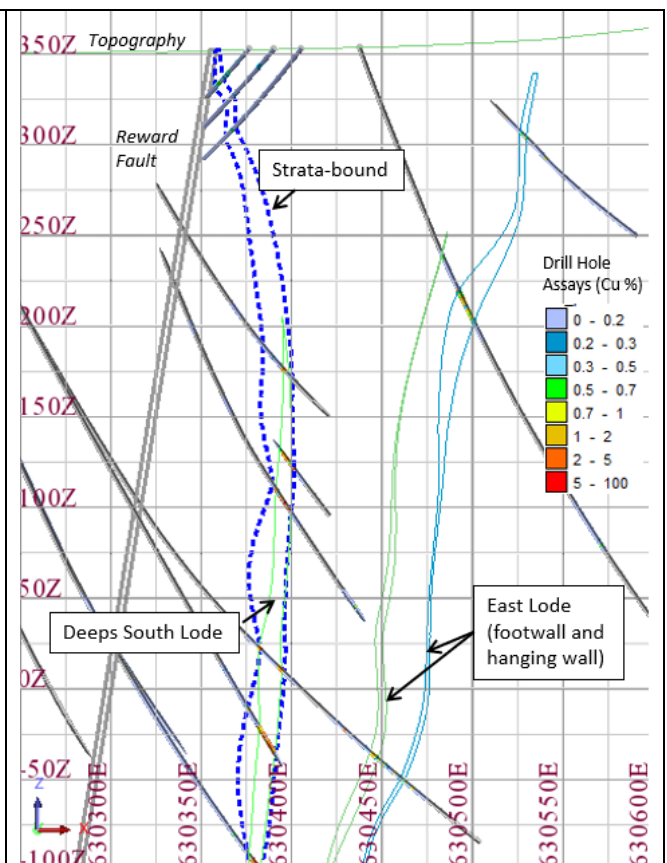 350Z
Topography
300Z
Reward
Fault
Strata-bound
250Z
Drill Hole
Assays (Cu %)
0 - 0.2
0.2 - 0.3
0.3 - 0.5
0.5 - 0.7
0.7 - 1
1 - 2
2 - 5
5 - 100
200Z
150Z
100Z
50Z
Deeps South Lode
East Lode
(footwall and
hanging wall)
0Z
-50Z
-100Z
Z
X
630300E
630350E
630400E
630450E
630500E
630550E
630600E